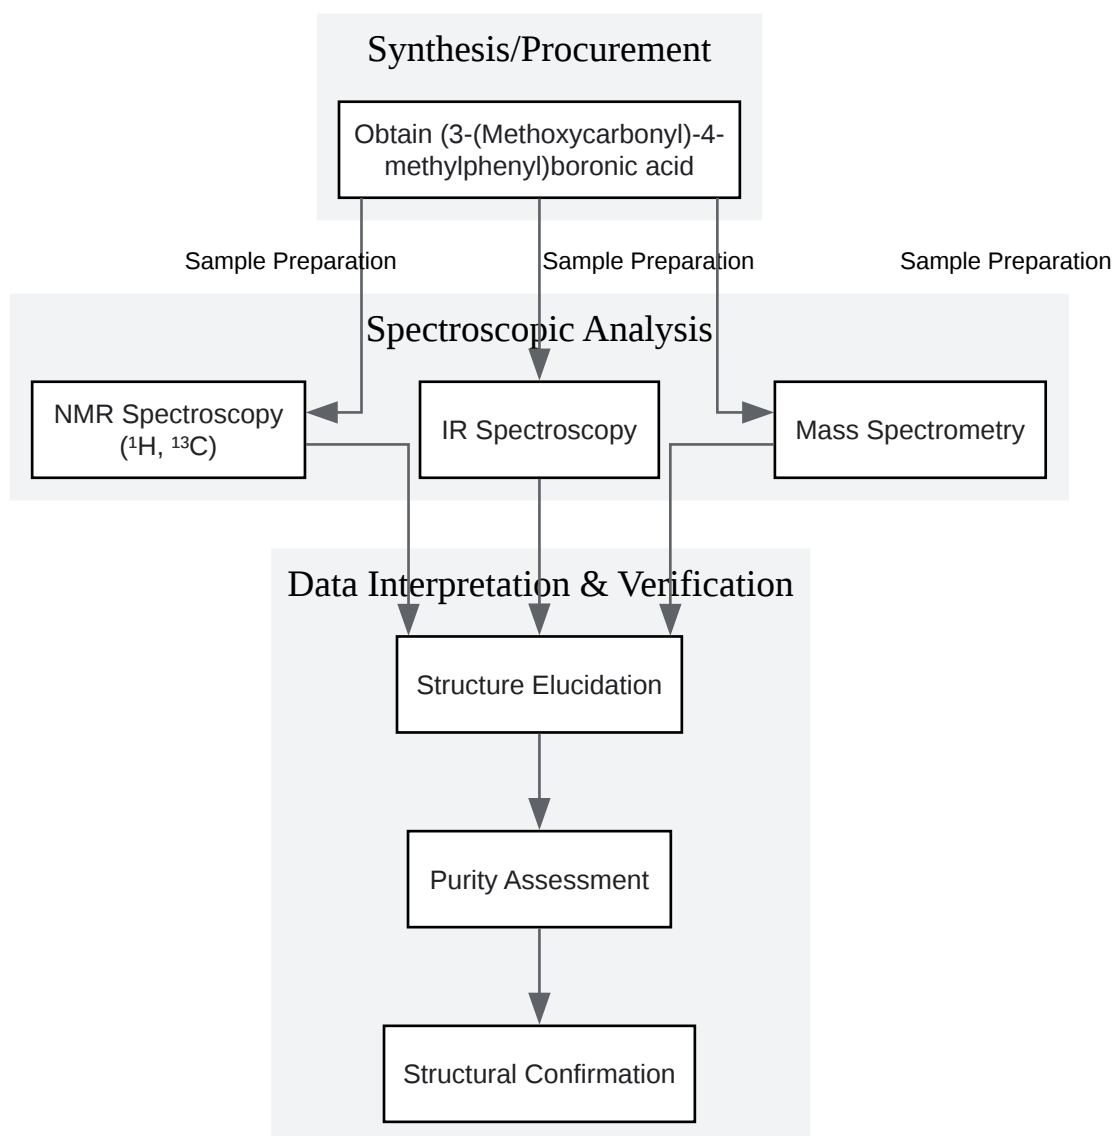 Synthesis/Procurement
Obtain (3-(Methoxycarbonyl)-4-
methylphenyl)boronic acid
Sample Preparation
Sample Preparation
Sample Preparation
Spectroscopic Analysis
NMR Spectroscopy
(¹H, ¹³C)
IR Spectroscopy
Mass Spectrometry
Data Interpretation & Verification
Structure Elucidation
Purity Assessment
Structural Confirmation